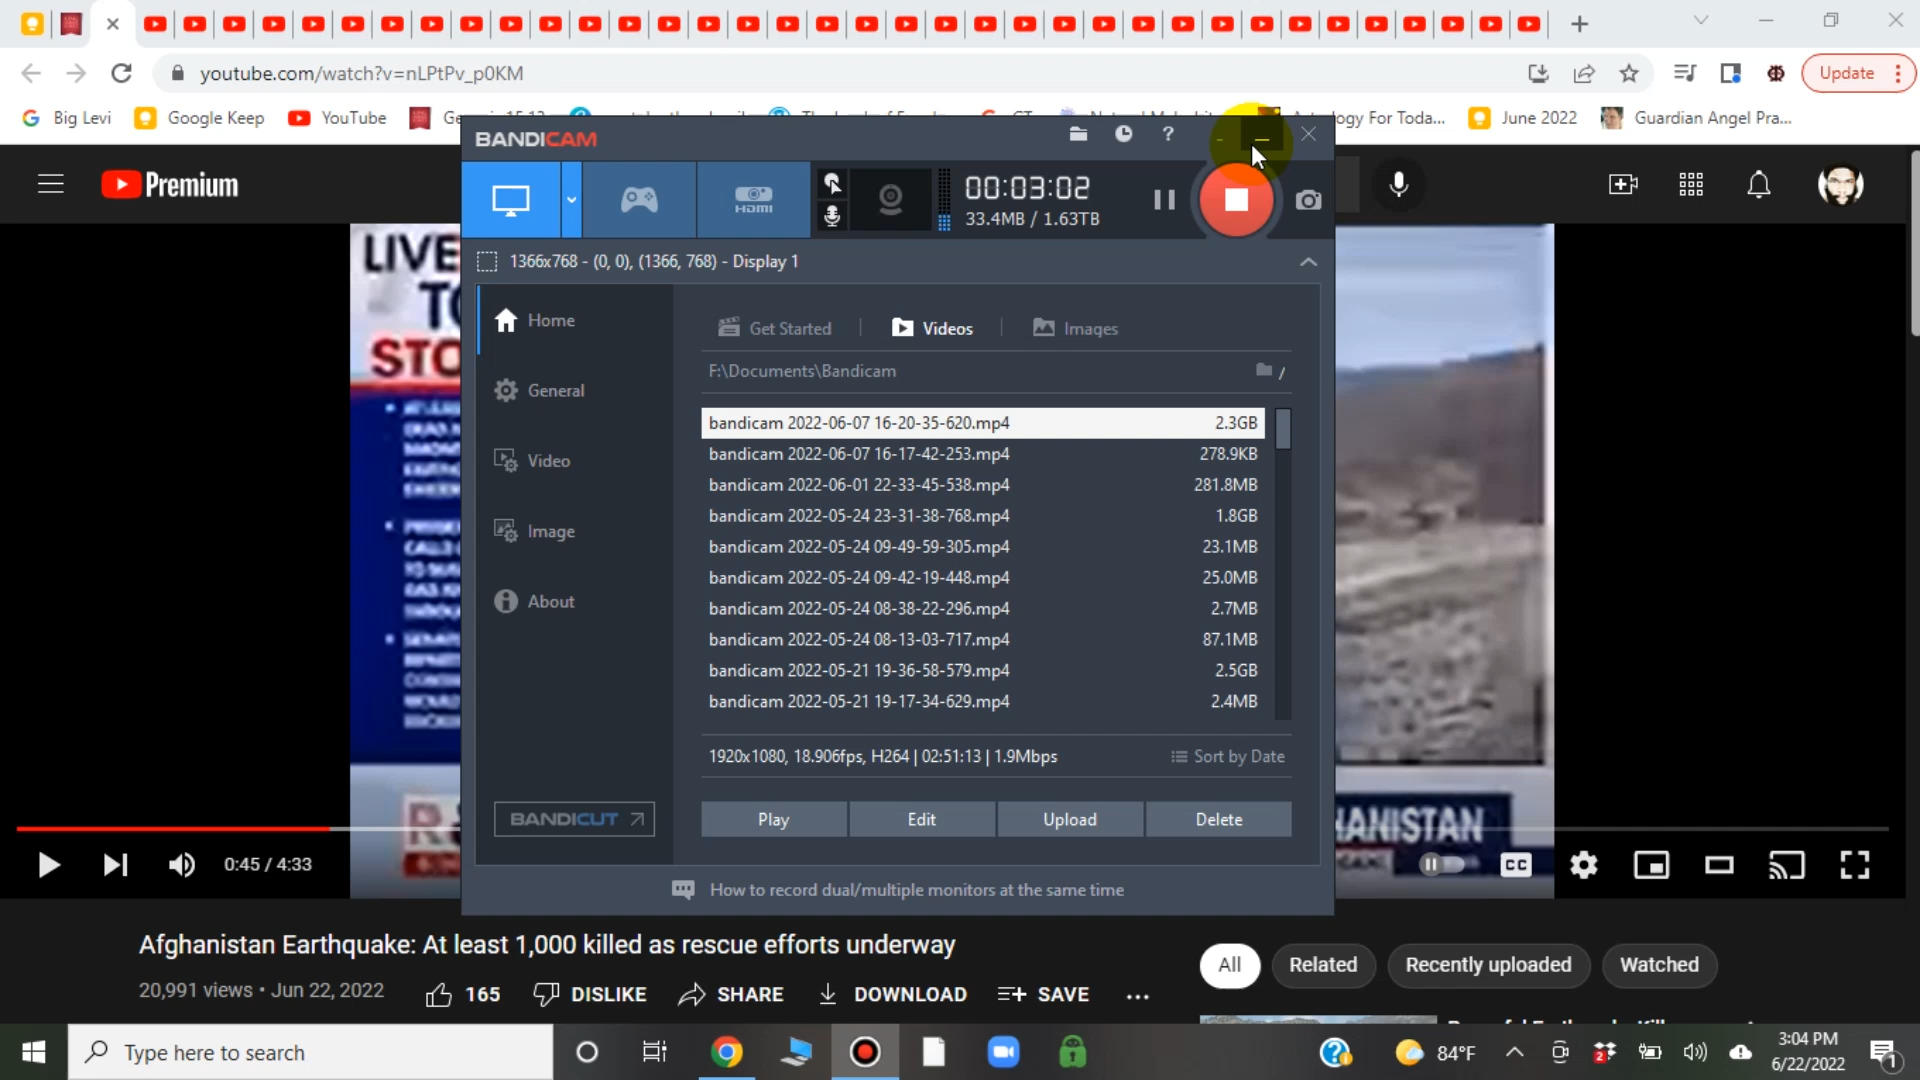 youtube.com/watch?v=nLPtPv_p0KM
Update
Big Levi
Google Keep
YouTube
June 2022
Guardian Angel Pra...
BANDICAM
?
Premium
HDMI
00:03:02
33.4MB / 1.63TB
1366x768 - (0, 0), (1366, 768) - Display 1
LIVE
STO
Home
General
Video
Image
About
Get Started
Videos
Images
F:\Documents\Bandicam
/
bandicam 2022-06-07 16-20-35-620.mp4 2.3GB
bandicam 2022-06-07 16-17-42-253.mp4 278.9KB
bandicam 2022-06-01 22-33-45-538.mp4 281.8MB
bandicam 2022-05-24 23-31-38-768.mp4 1.8GB
bandicam 2022-05-24 09-49-59-305.mp4 23.1MB
bandicam 2022-05-24 09-42-19-448.mp4 25.0MB
bandicam 2022-05-24 08-38-22-296.mp4 2.7MB
bandicam 2022-05-24 08-13-03-717.mp4 87.1MB
bandicam 2022-05-21 19-36-58-579.mp4 2.5GB
bandicam 2022-05-21 19-17-34-629.mp4 2.4MB
1920x1080, 18.906fps, H264 | 02:51:13 | 1.9Mbps
Sort by Date
BANDICUT
Play
Edit
Upload
Delete
How to record dual/multiple monitors at the same time
HANISTAN
0:45 / 4:33
CC
Afghanistan Earthquake: At least 1,000 killed as rescue efforts underway
20,991 views • Jun 22, 2022
165
DISLIKE
SHARE
DOWNLOAD
SAVE
...
All
Related
Recently uploaded
Watched
Type here to search
84°F
3:04 PM
6/22/2022